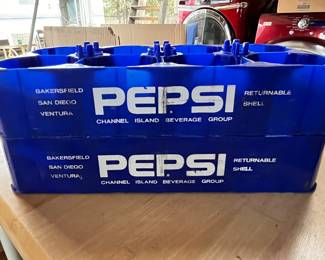 BAKERSFIELD
SAN DIEGO
VENTURA
PEPSI
CHANNEL ISLAND BEVERAGE GROUP
RETURNABLE
SHELL
BAKERSFIELD
SAN DIEGO
VENTURA
PEPSI
CHANNEL ISLAND BEVERAGE GROUP
RETURNABLE
SHELL